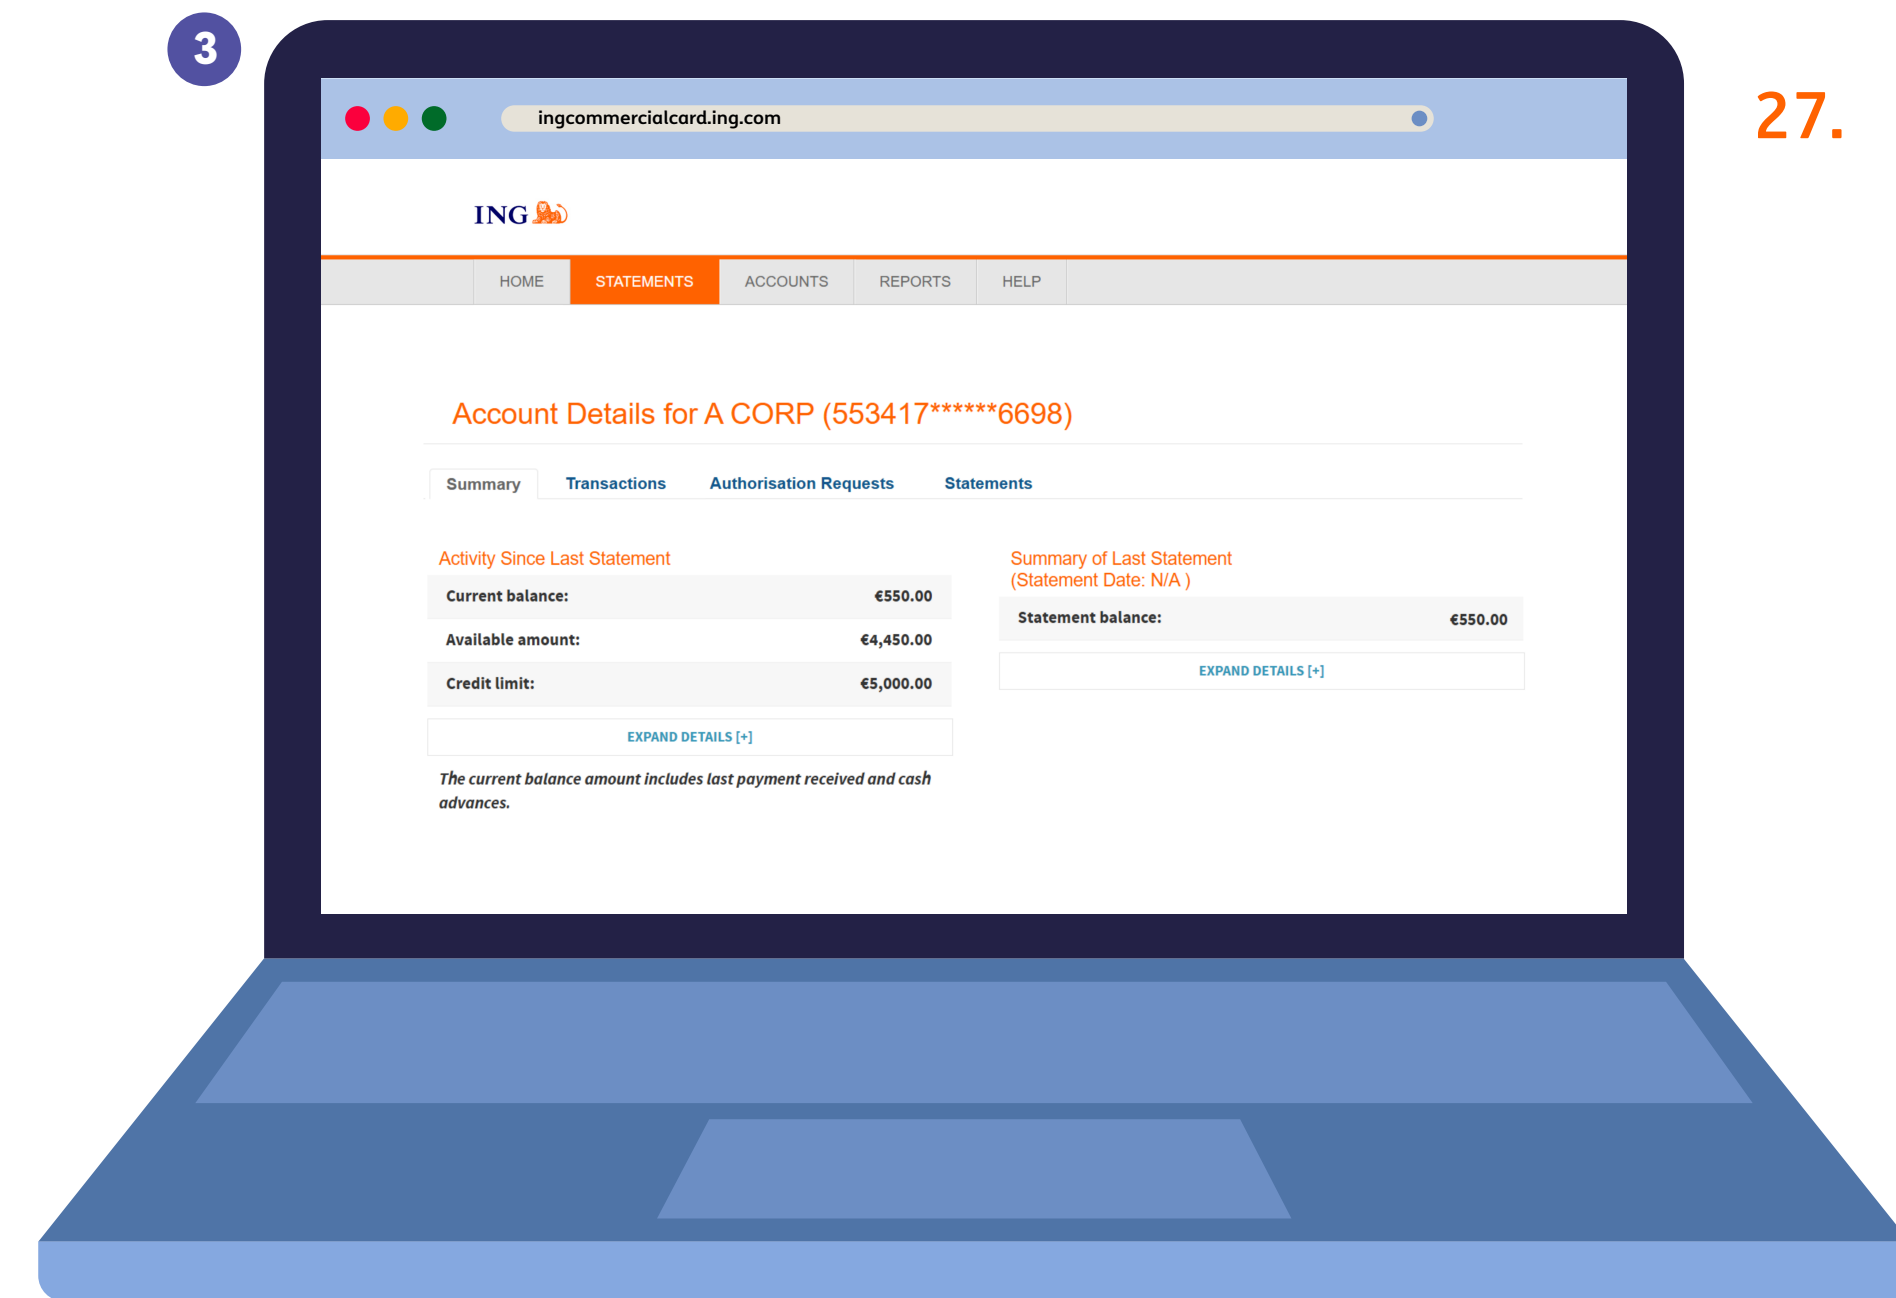 3
27.
ingcommercialcard.ing.com
ING
HOME STATEMENTS ACCOUNTS REPORTS HELP
Account Details for A CORP (553417******6698)
Summary Transactions Authorisation Requests Statements
Activity Since Last Statement
Current balance: €550.00
Available amount: €4,450.00
Credit limit: €5,000.00
EXPAND DETAILS [+]
The current balance amount includes last payment received and cash
advances.
Summary of Last Statement
(Statement Date: N/A )
Statement balance: €550.00
EXPAND DETAILS [+]